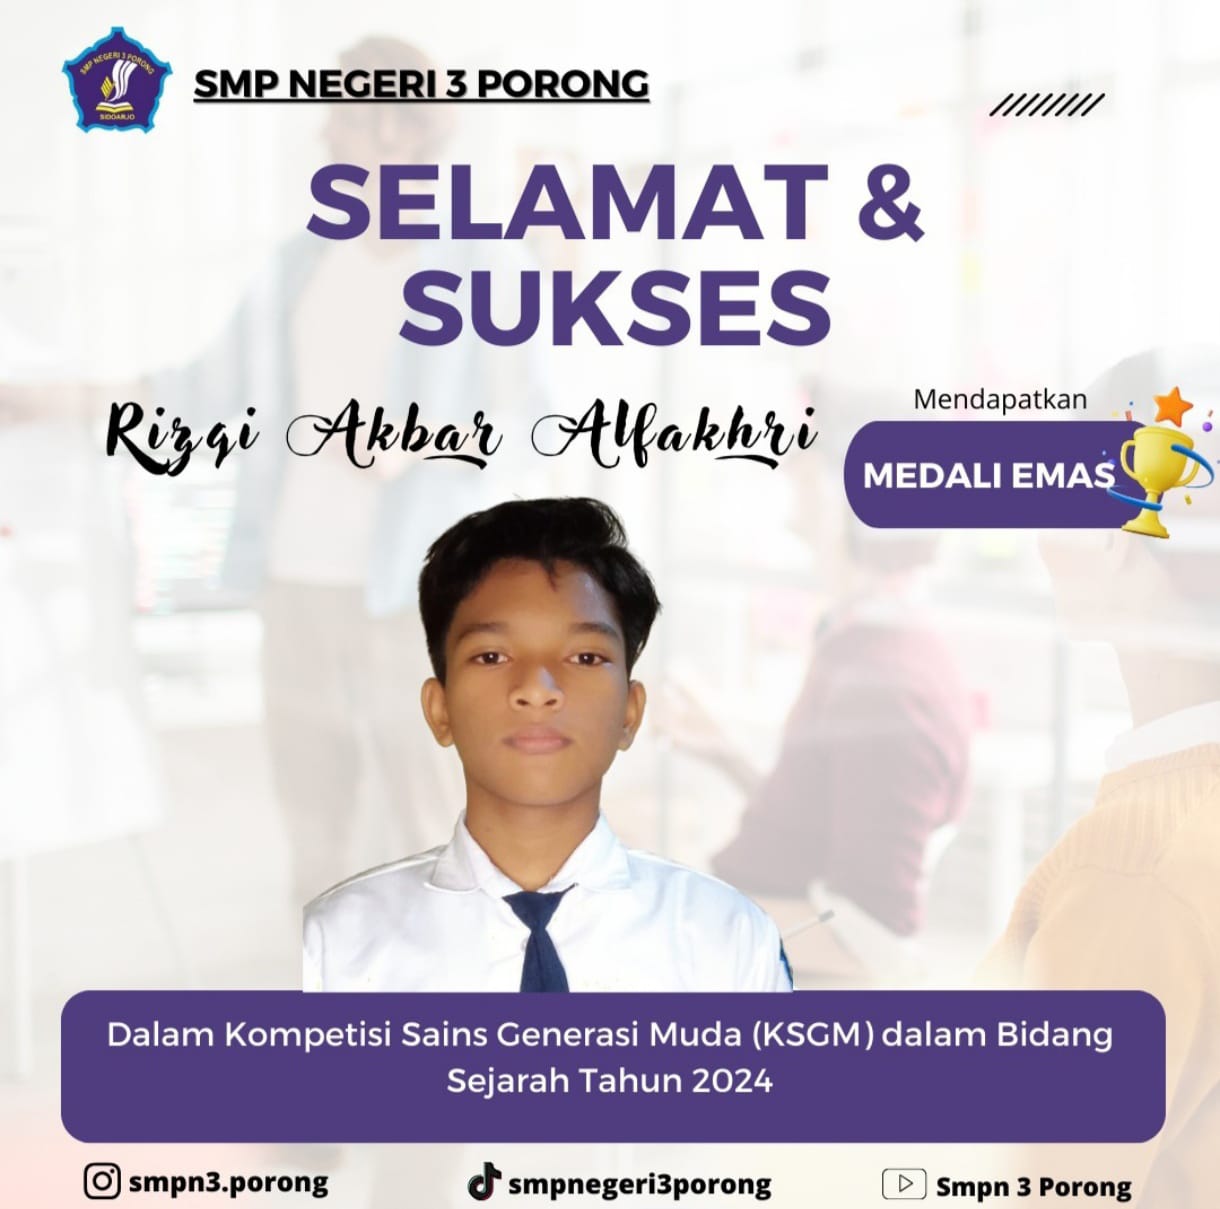 SMP NEGERI 3 PORONG
SIDOARJO
SMP NEGERI 3 PORONG
SELAMAT &
SUKSES
Rizqi Akbar Alfakhri
Mendapatkan
MEDALI EMAS
Dalam Kompetisi Sains Generasi Muda (KSGM) dalam Bidang
Sejarah Tahun 2024
smpn3.porong
smpnegeri3porong
Smpn 3 Porong